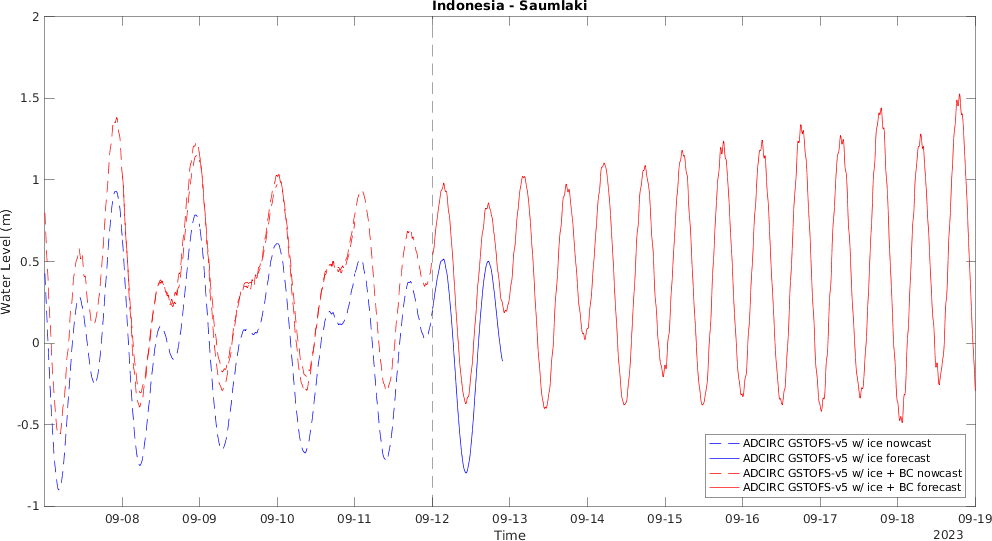 Indonesia - Saumlaki
2
1.5
1
0.5
0
-0.5
-1
Water Level (m)
ADCIRC GSTOFS-v5 w/ ice nowcast
ADCIRC GSTOFS-v5 w/ ice forecast
ADCIRC GSTOFS-v5 w/ ice + BC nowcast
ADCIRC GSTOFS-v5 w/ ice + BC forecast
09-08 09-09 09-10 09-11 09-12 09-13 09-14 09-15 09-16 09-17 09-18 09-19
Time
2023